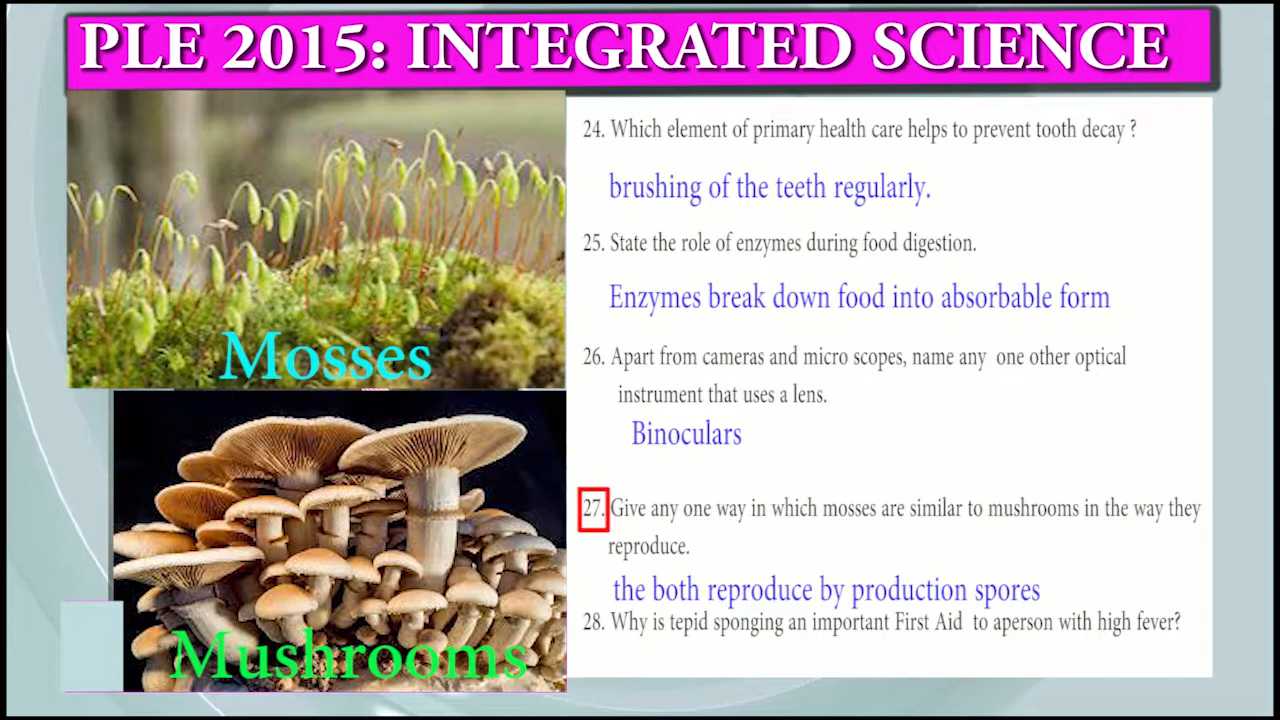 PLE 2015: INTEGRATED SCIENCE
Mosses
Mushrooms
24. Which element of primary health care helps to prevent tooth decay ?
brushing of the teeth regularly.
25. State the role of enzymes during food digestion.
Enzymes break down food into absorbable form
26. Apart from cameras and micro scopes, name any one other optical
instrument that uses a lens.
Binoculars
27. Give any one way in which mosses are similar to mushrooms in the way they
reproduce.
the both reproduce by production spores
28. Why is tepid sponging an important First Aid to aperson with high fever?